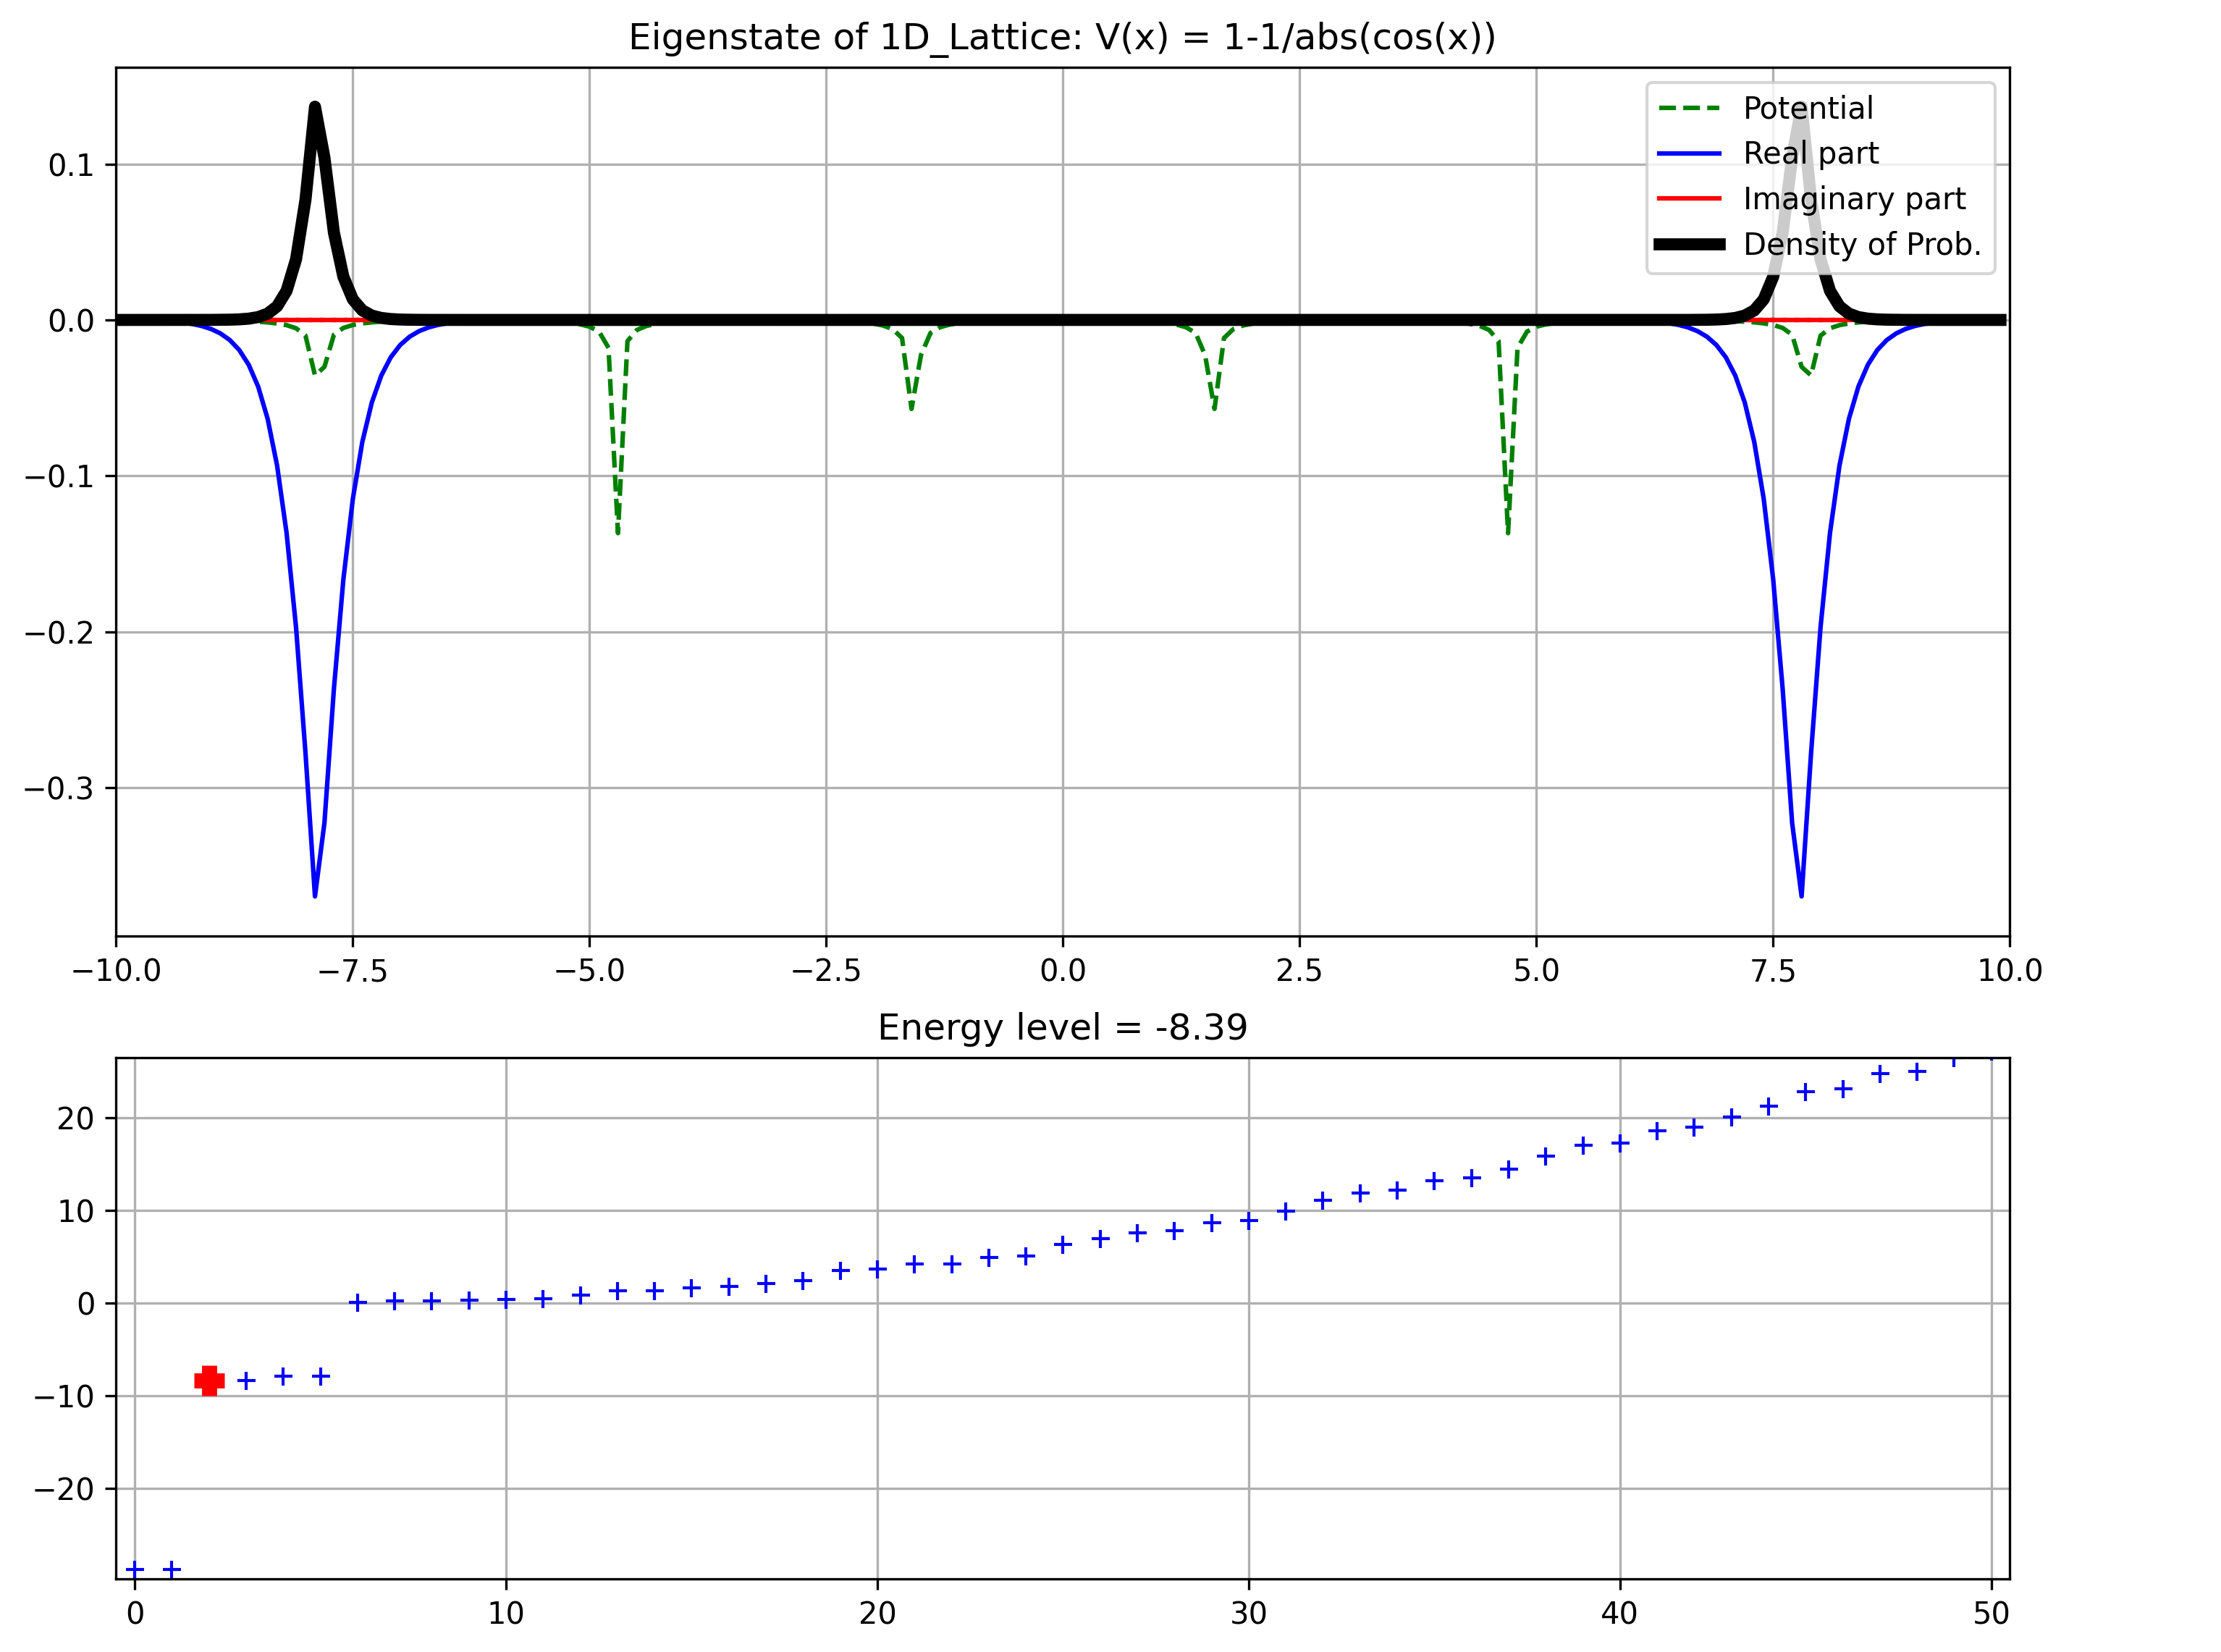 Eigenstate of 1D_Lattice: V(x) = 1-1/abs(cos(x))
Potential
Real part
Imaginary part
Density of Prob.
0.1
0.0
−0.1
−0.2
−0.3
−10.0 −7.5 −5.0 −2.5 0.0 2.5 5.0 7.5 10.0
Energy level = -8.39
20
10
0
−10
−20
0 10 20 30 40 50